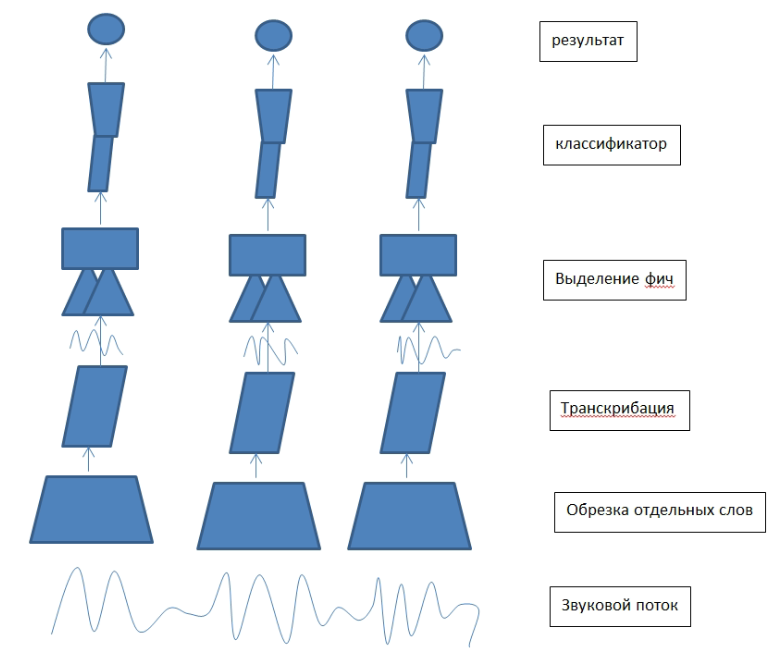 результат
классификатор
Выделение фич
Транскрибация
Обрезка отдельных слов
Звуковой поток